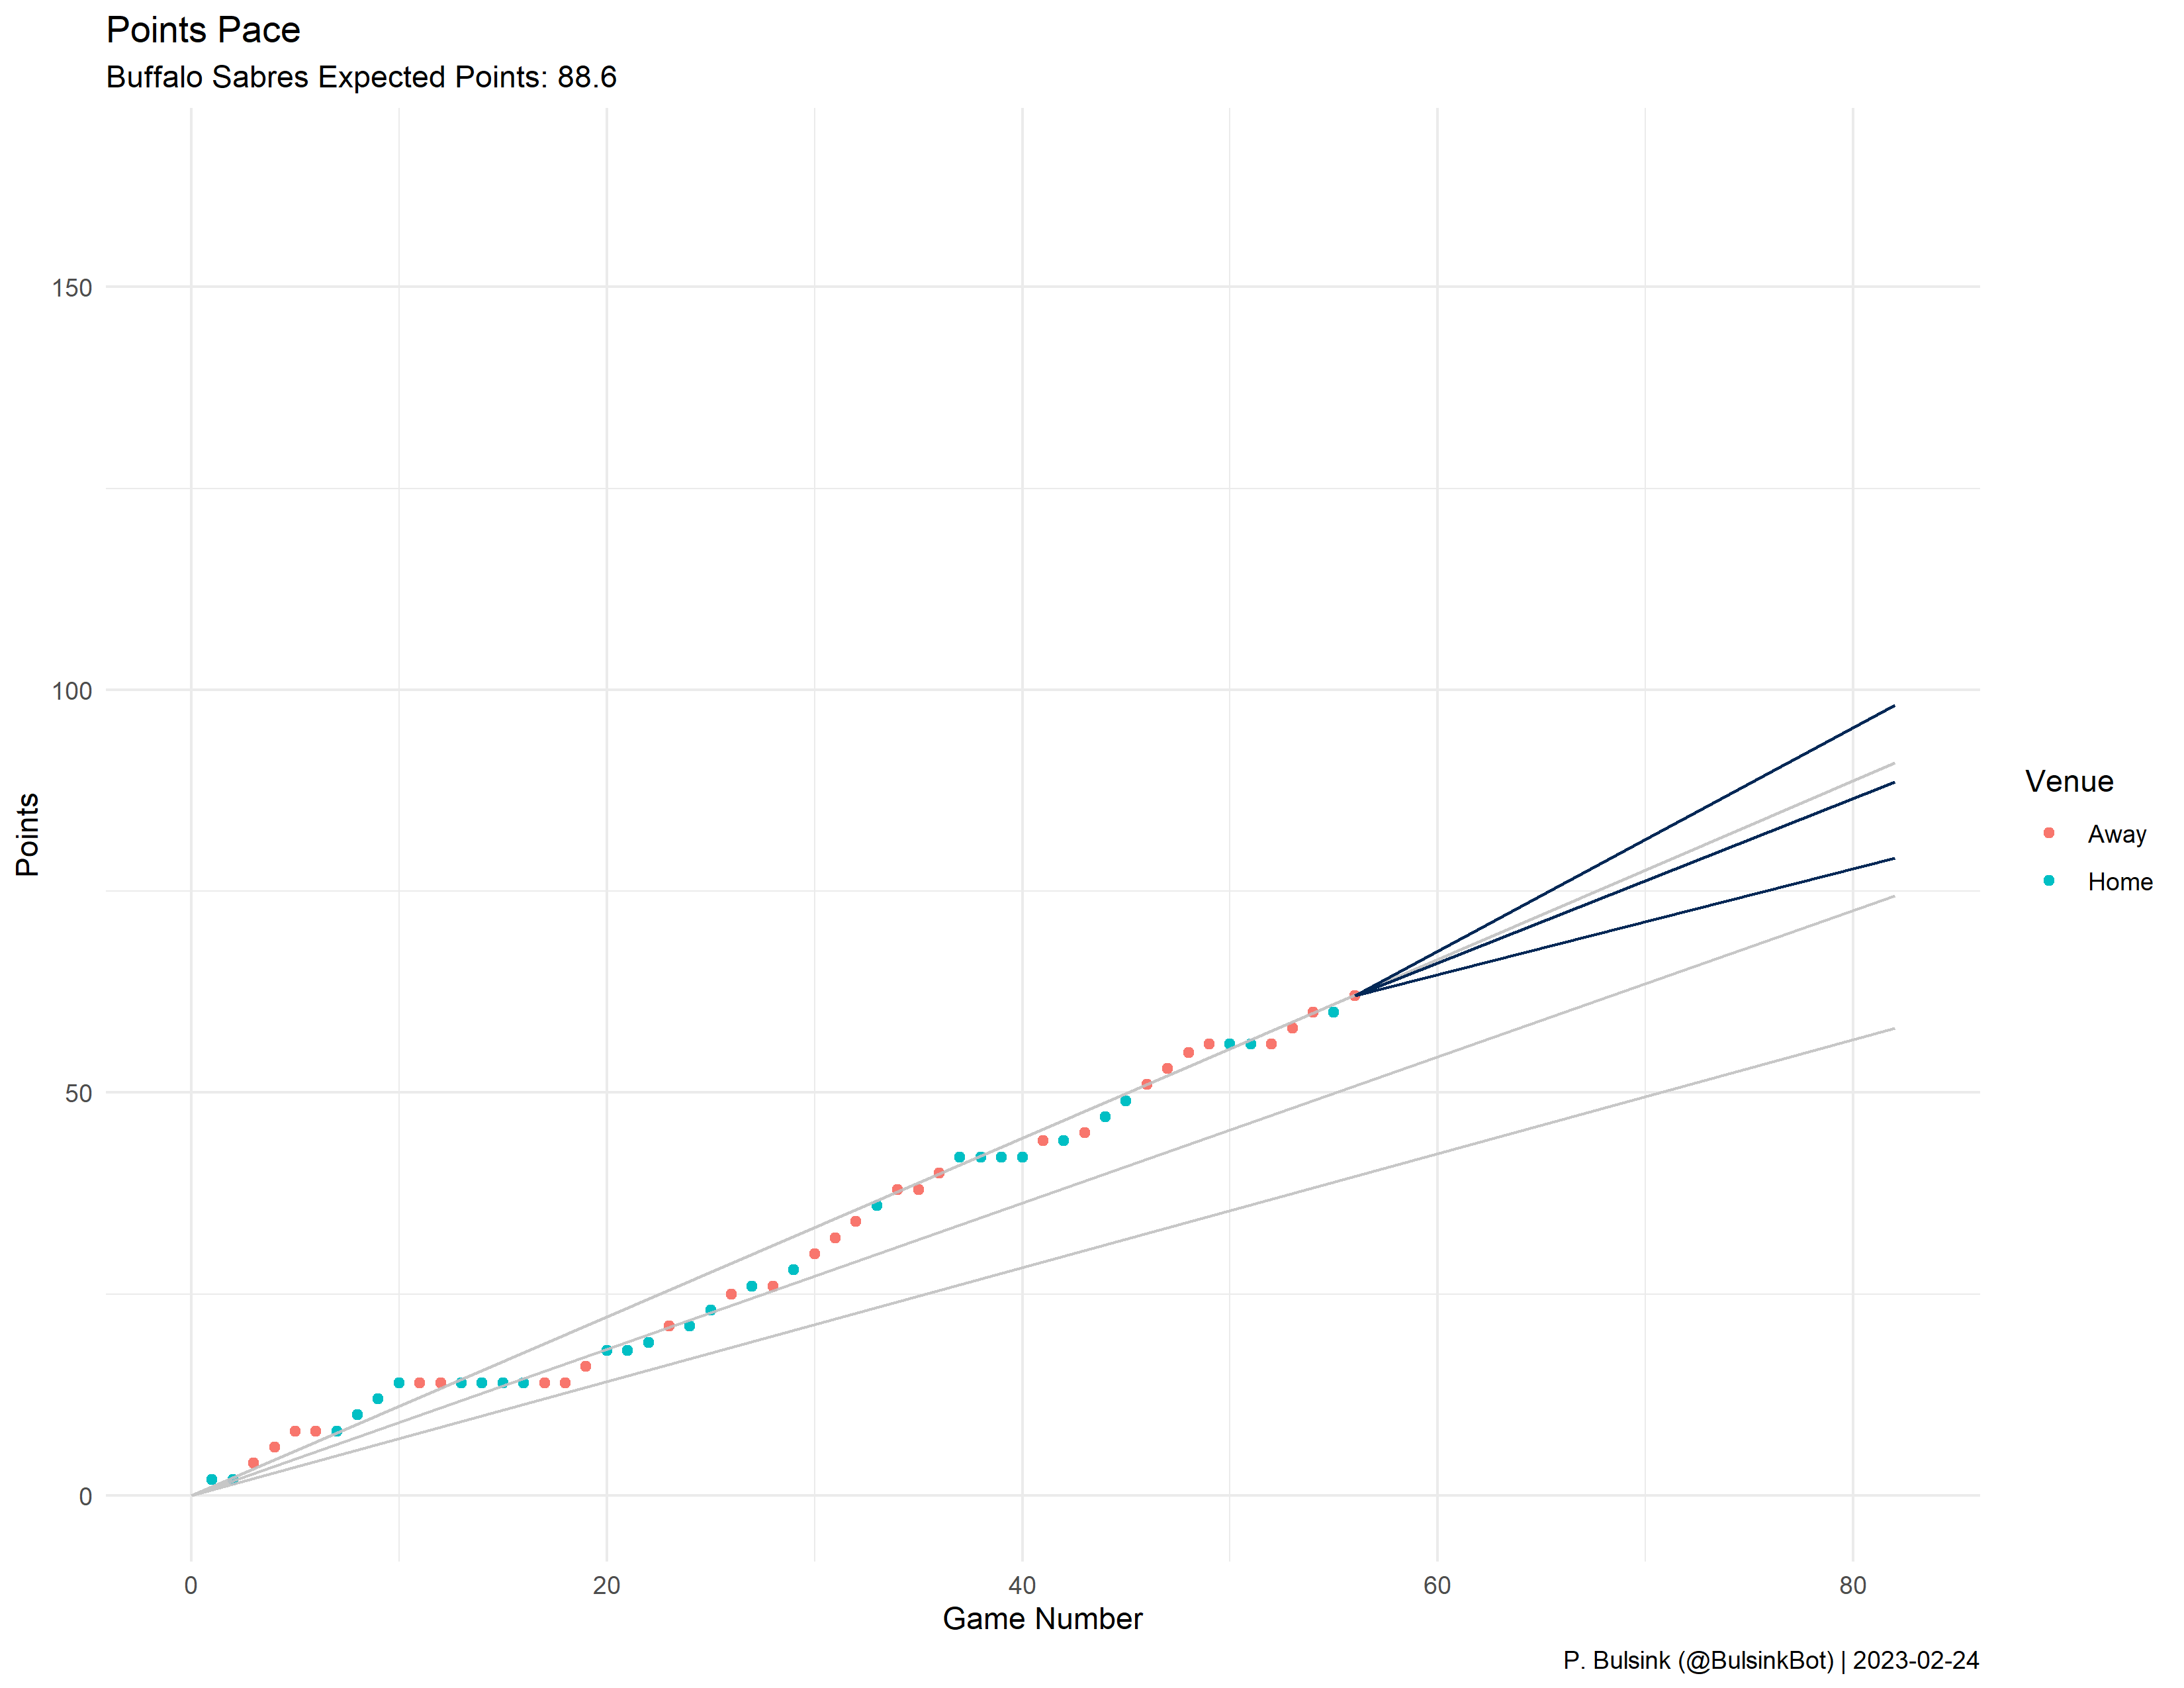 Points Pace
Buffalo Sabres Expected Points: 88.6
150
100
50
0
Points
0 20 40 60 80
Game Number
Venue
Away
Home
P. Bulsink (@BulsinkBot) | 2023-02-24